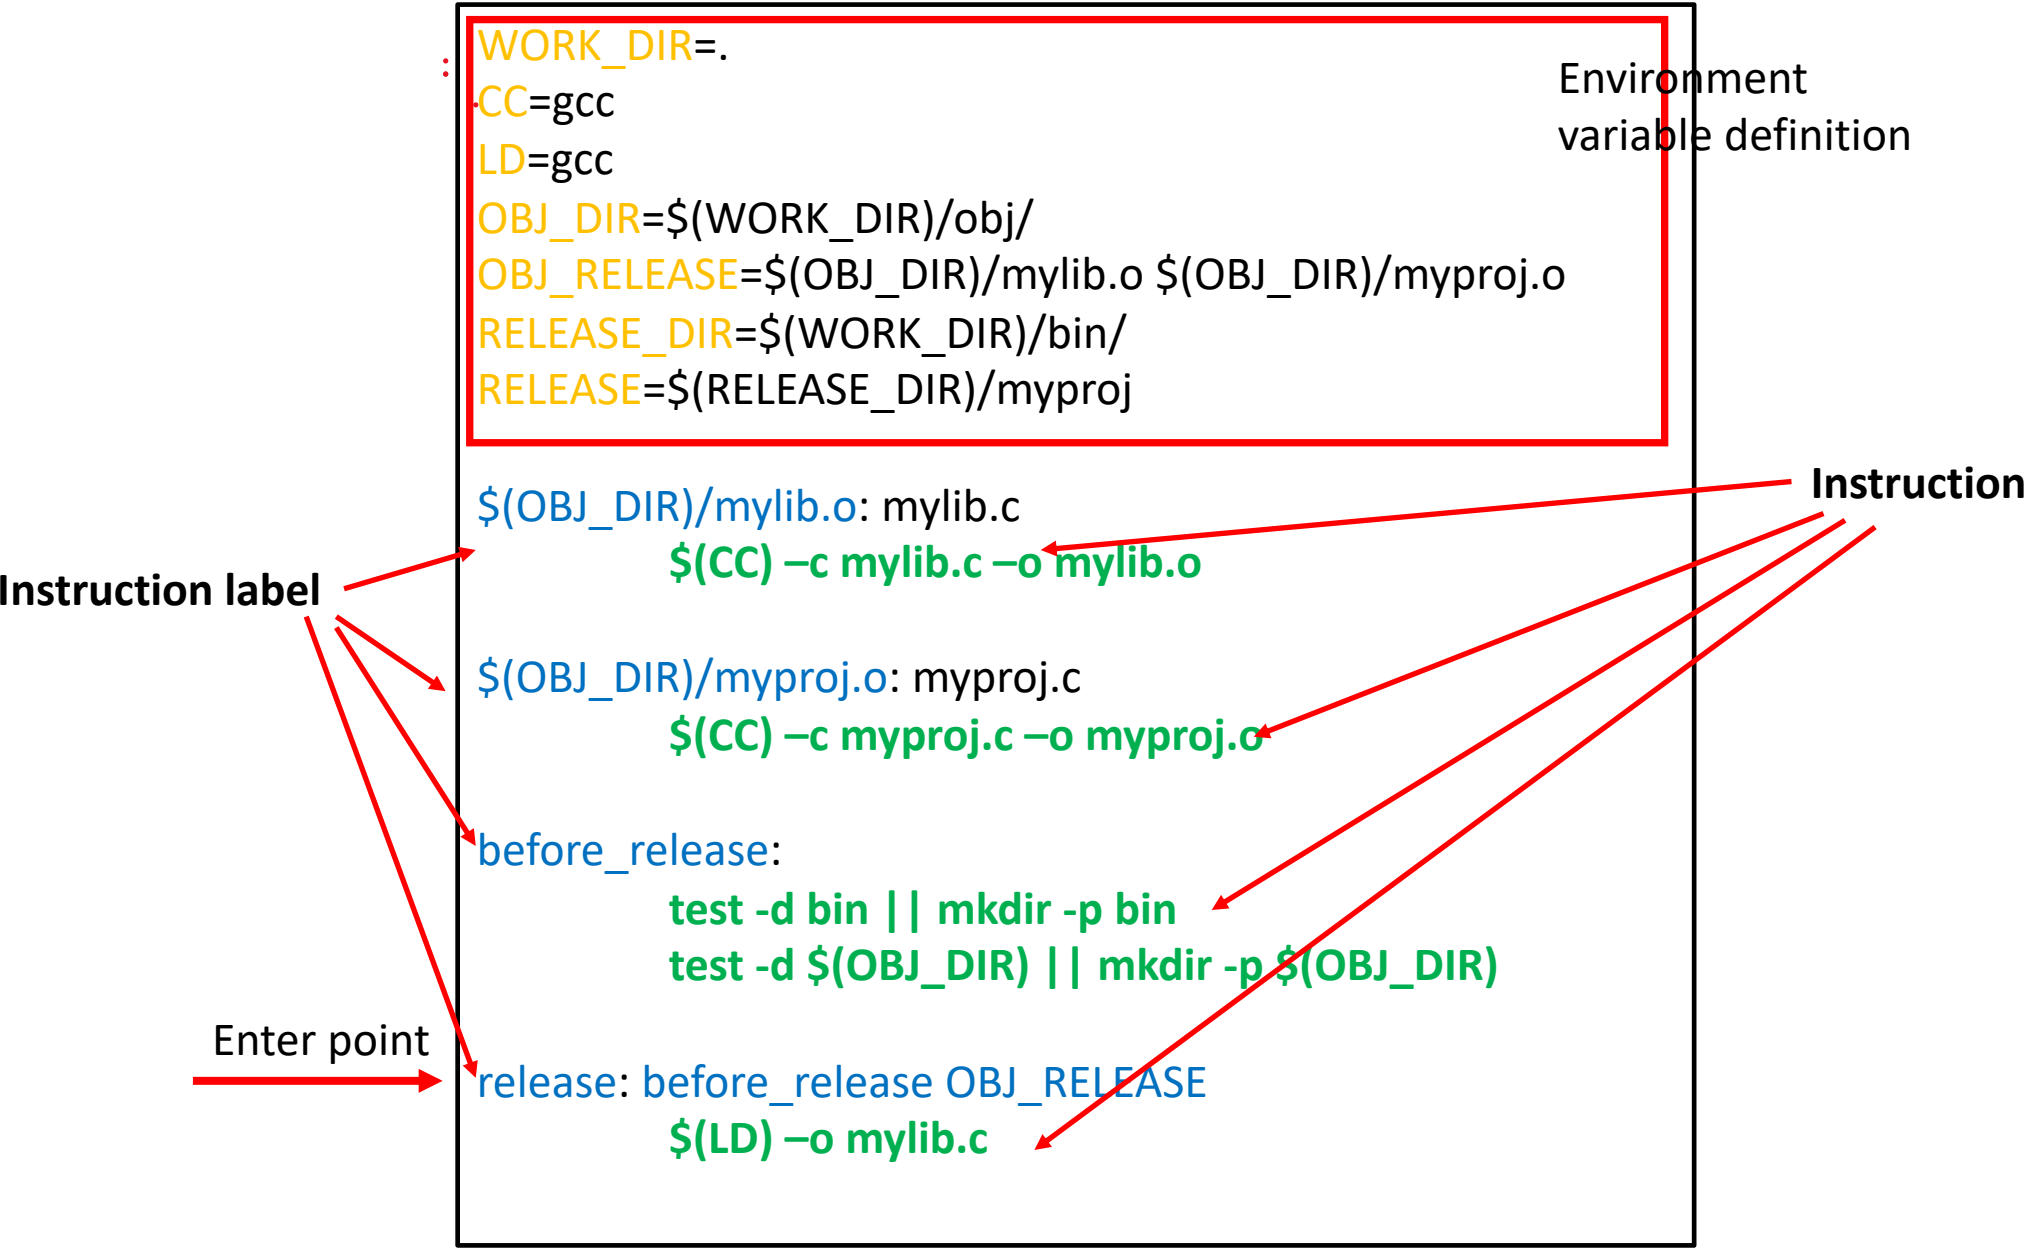 WORK_DIR=.
CC=gcc
LD=gcc
OBJ_DIR=$(WORK_DIR)/obj/
OBJ_RELEASE=$(OBJ_DIR)/mylib.o $(OBJ_DIR)/myproj.o
RELEASE_DIR=$(WORK_DIR)/bin/
RELEASE=$(RELEASE_DIR)/myproj
Environment
variable definition
$(OBJ_DIR)/mylib.o: mylib.c
$(CC) –c mylib.c –o mylib.o
$(OBJ_DIR)/myproj.o: myproj.c
$(CC) –c myproj.c –o myproj.o
before_release:
test -d bin || mkdir -p bin
test -d $(OBJ_DIR) || mkdir -p $(OBJ_DIR)
release: before_release OBJ_RELEASE
$(LD) –o mylib.c
Instruction label
Enter point
Instruction
: